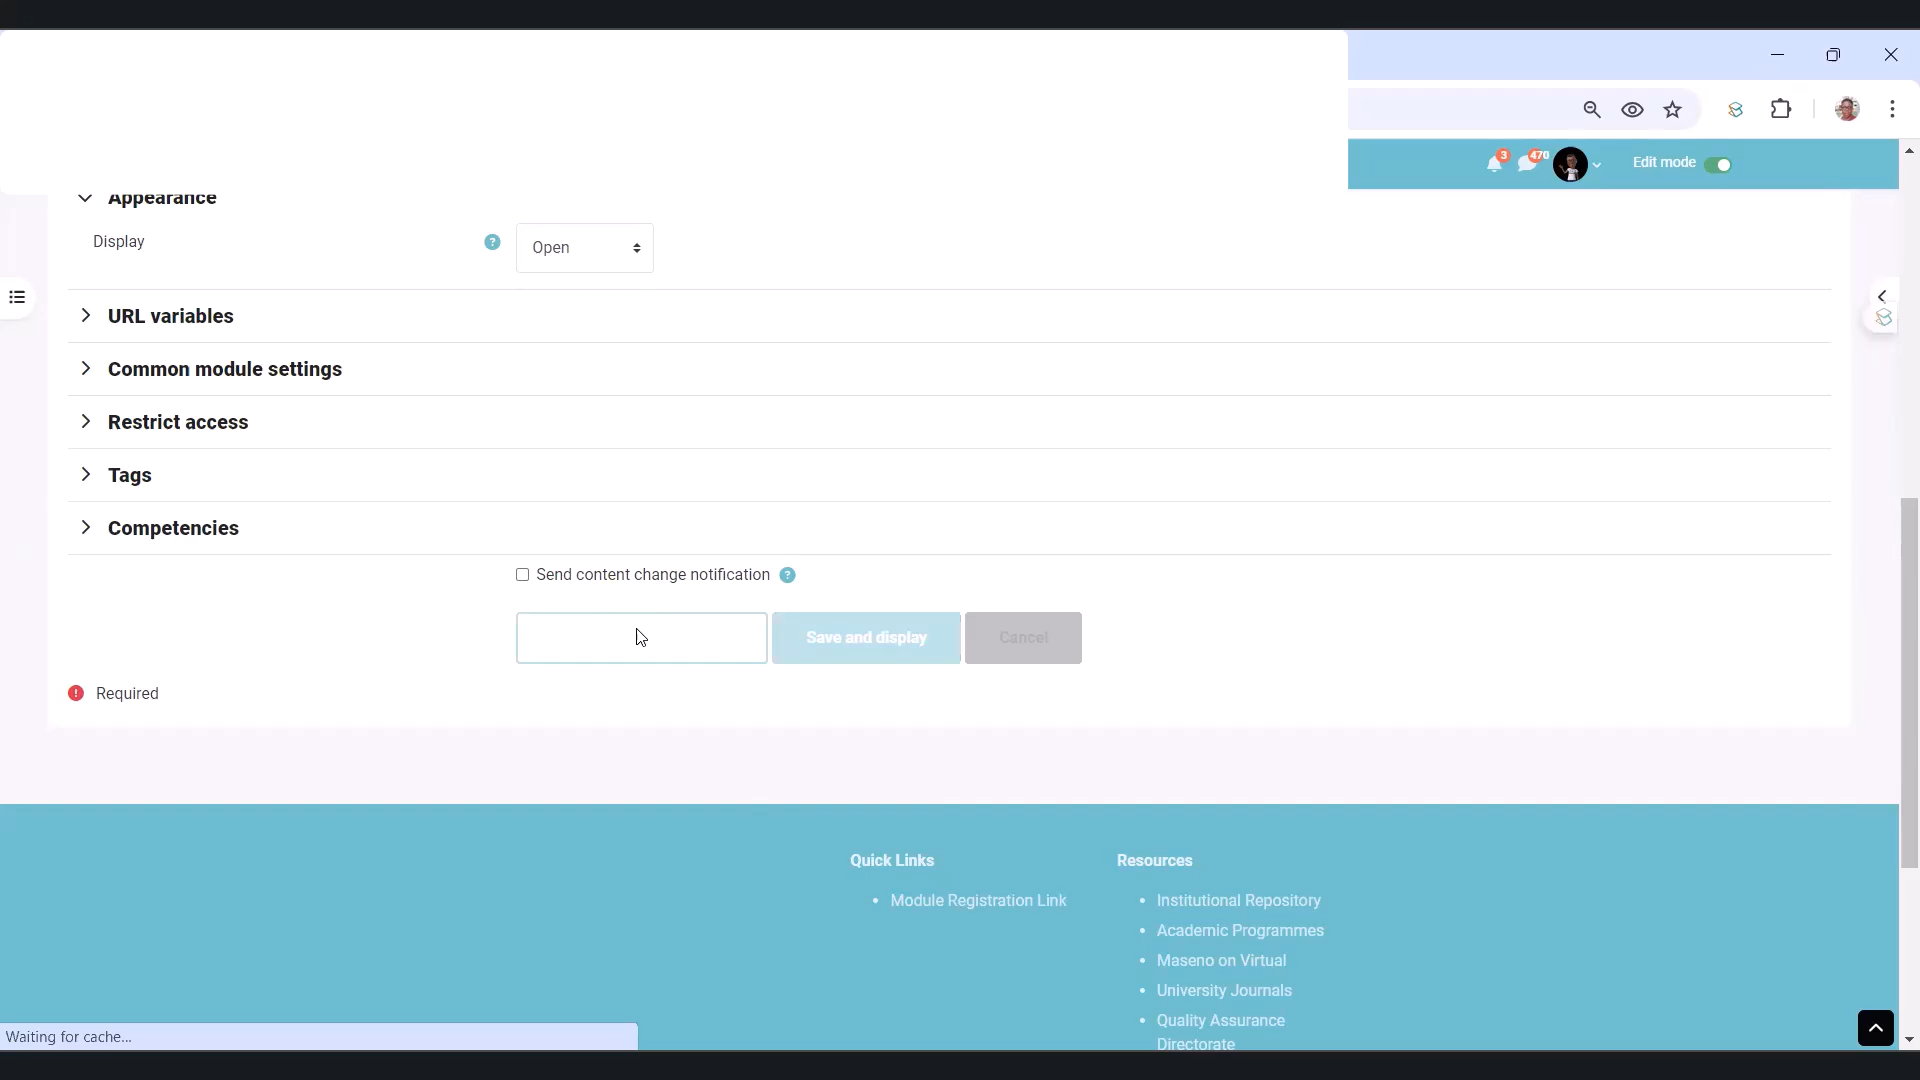 3
470
Edit mode
Appearance
Display
?
Open
URL variables
Common module settings
Restrict access
Tags
Competencies
Send content change notification ?
Save and display
Cancel
! Required
Quick Links
Module Registration Link
Resources
Institutional Repository
Academic Programmes
Maseno on Virtual
University Journals
Quality Assurance
Directorate
Waiting for cache...